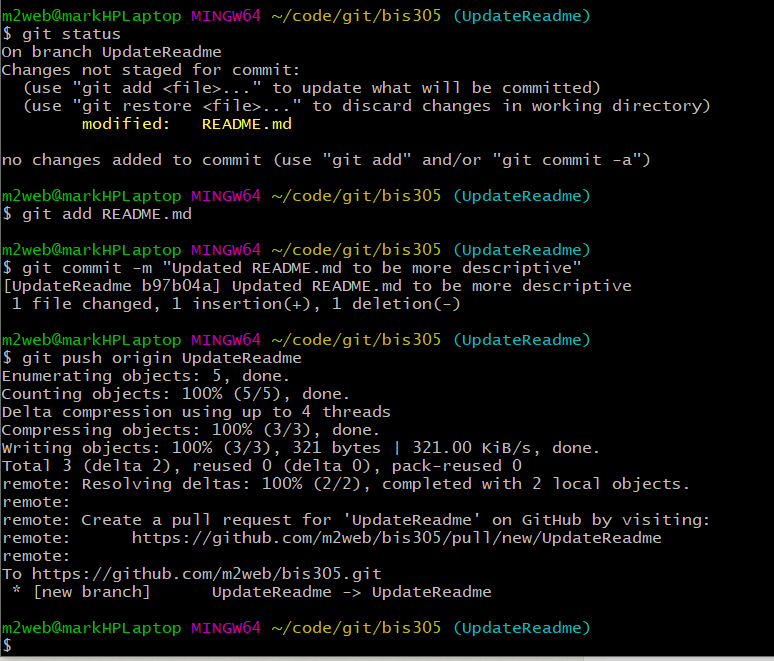 m2web@markHPLaptop MINGW64 ~/code/git/bis305 (UpdateReadme)
$ git status
On branch UpdateReadme
Changes not staged for commit:
  (use "git add <file>..." to update what will be committed)
  (use "git restore <file>..." to discard changes in working directory)
        modified:   README.md

no changes added to commit (use "git add" and/or "git commit -a")

m2web@markHPLaptop MINGW64 ~/code/git/bis305 (UpdateReadme)
$ git add README.md

m2web@markHPLaptop MINGW64 ~/code/git/bis305 (UpdateReadme)
$ git commit -m "Updated README.md to be more descriptive"
[UpdateReadme b97b04a] Updated README.md to be more descriptive
 1 file changed, 1 insertion(+), 1 deletion(-)

m2web@markHPLaptop MINGW64 ~/code/git/bis305 (UpdateReadme)
$ git push origin UpdateReadme
Enumerating objects: 5, done.
Counting objects: 100% (5/5), done.
Delta compression using up to 4 threads
Compressing objects: 100% (3/3), done.
Writing objects: 100% (3/3), 321 bytes | 321.00 KiB/s, done.
Total 3 (delta 2), reused 0 (delta 0), pack-reused 0
remote: Resolving deltas: 100% (2/2), completed with 2 local objects.
remote:
remote: Create a pull request for 'UpdateReadme' on GitHub by visiting:
remote:      https://github.com/m2web/bis305/pull/new/UpdateReadme
remote:
To https://github.com/m2web/bis305.git
 * [new branch]      UpdateReadme -> UpdateReadme

m2web@markHPLaptop MINGW64 ~/code/git/bis305 (UpdateReadme)
$